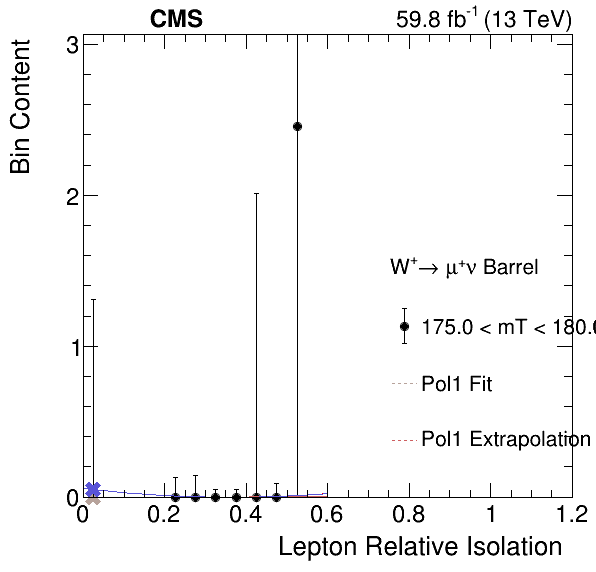 CMS
59.8 fb⁻¹ (13 TeV)
Bin Content
3
2
1
0
W⁺→ μ⁺ν Barrel
175.0 < mT < 180.
Pol1 Fit
Pol1 Extrapolation
0 0.2 0.4 0.6 0.8 1 1.2
Lepton Relative Isolation